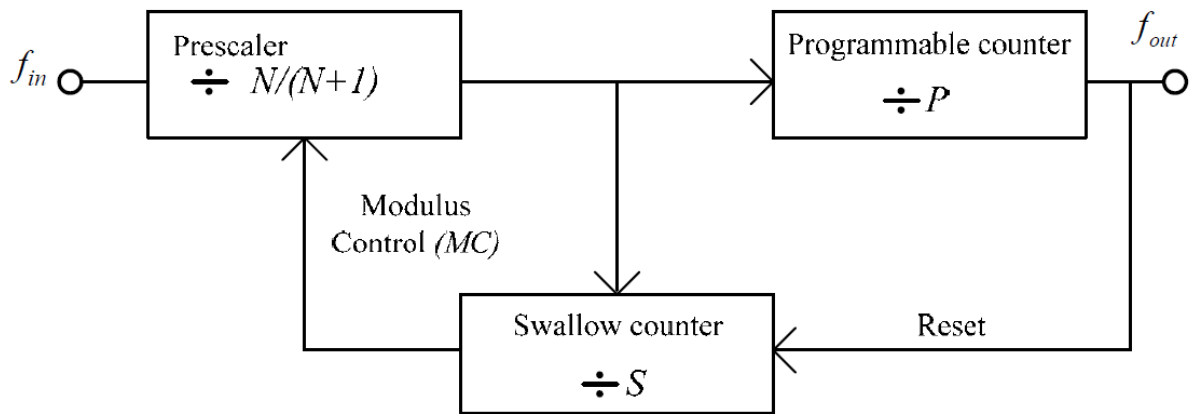 Prescaler
÷ N/(N+1)
f_in
Programmable counter
÷ P
f_out
Modulus
Control (MC)
Swallow counter
÷ S
Reset